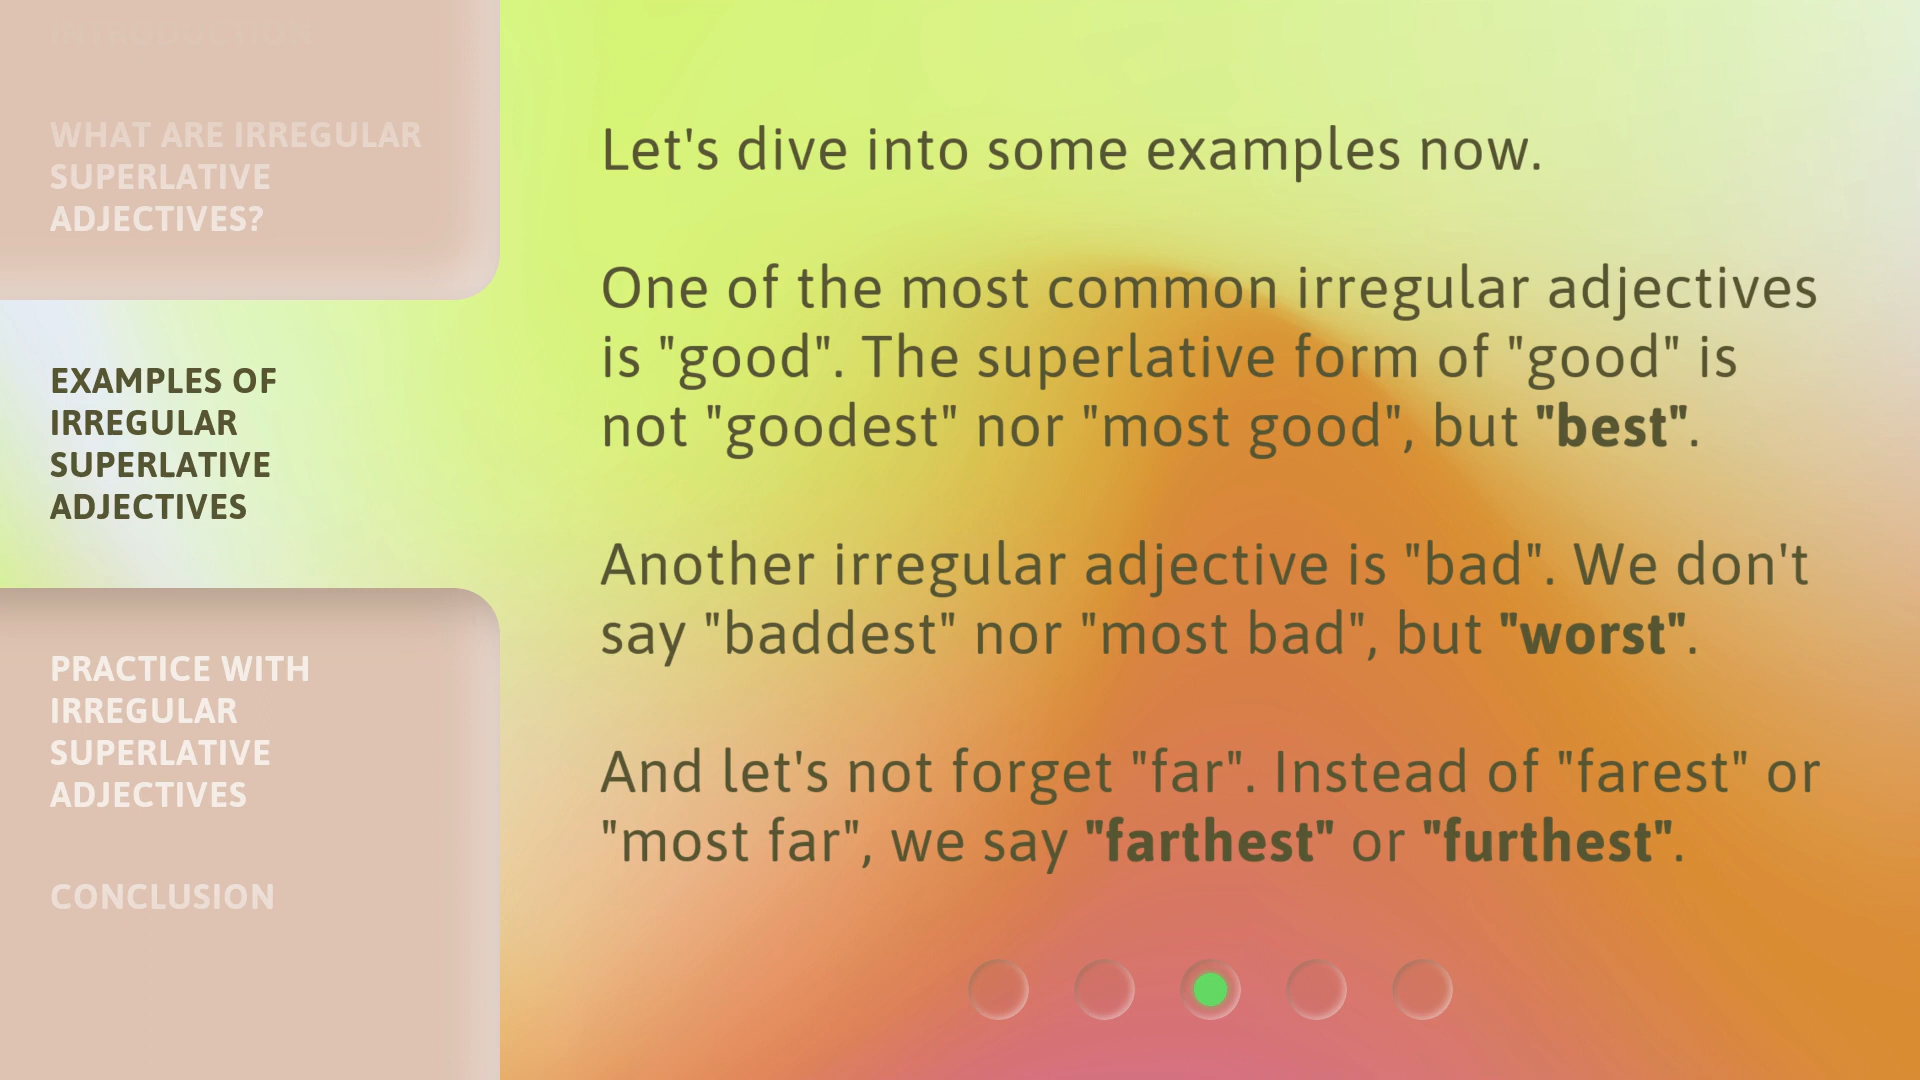 INTRODUCTION
WHAT ARE IRREGULAR
SUPERLATIVE
ADJECTIVES?
EXAMPLES OF
IRREGULAR
SUPERLATIVE
ADJECTIVES
PRACTICE WITH
IRREGULAR
SUPERLATIVE
ADJECTIVES
CONCLUSION
Let's dive into some examples now.
One of the most common irregular adjectives
is "good". The superlative form of "good" is
not "goodest" nor "most good", but "best".
Another irregular adjective is "bad". We don't
say "baddest" nor "most bad", but "worst".
And let's not forget "far". Instead of "farest" or
"most far", we say "farthest" or "furthest".